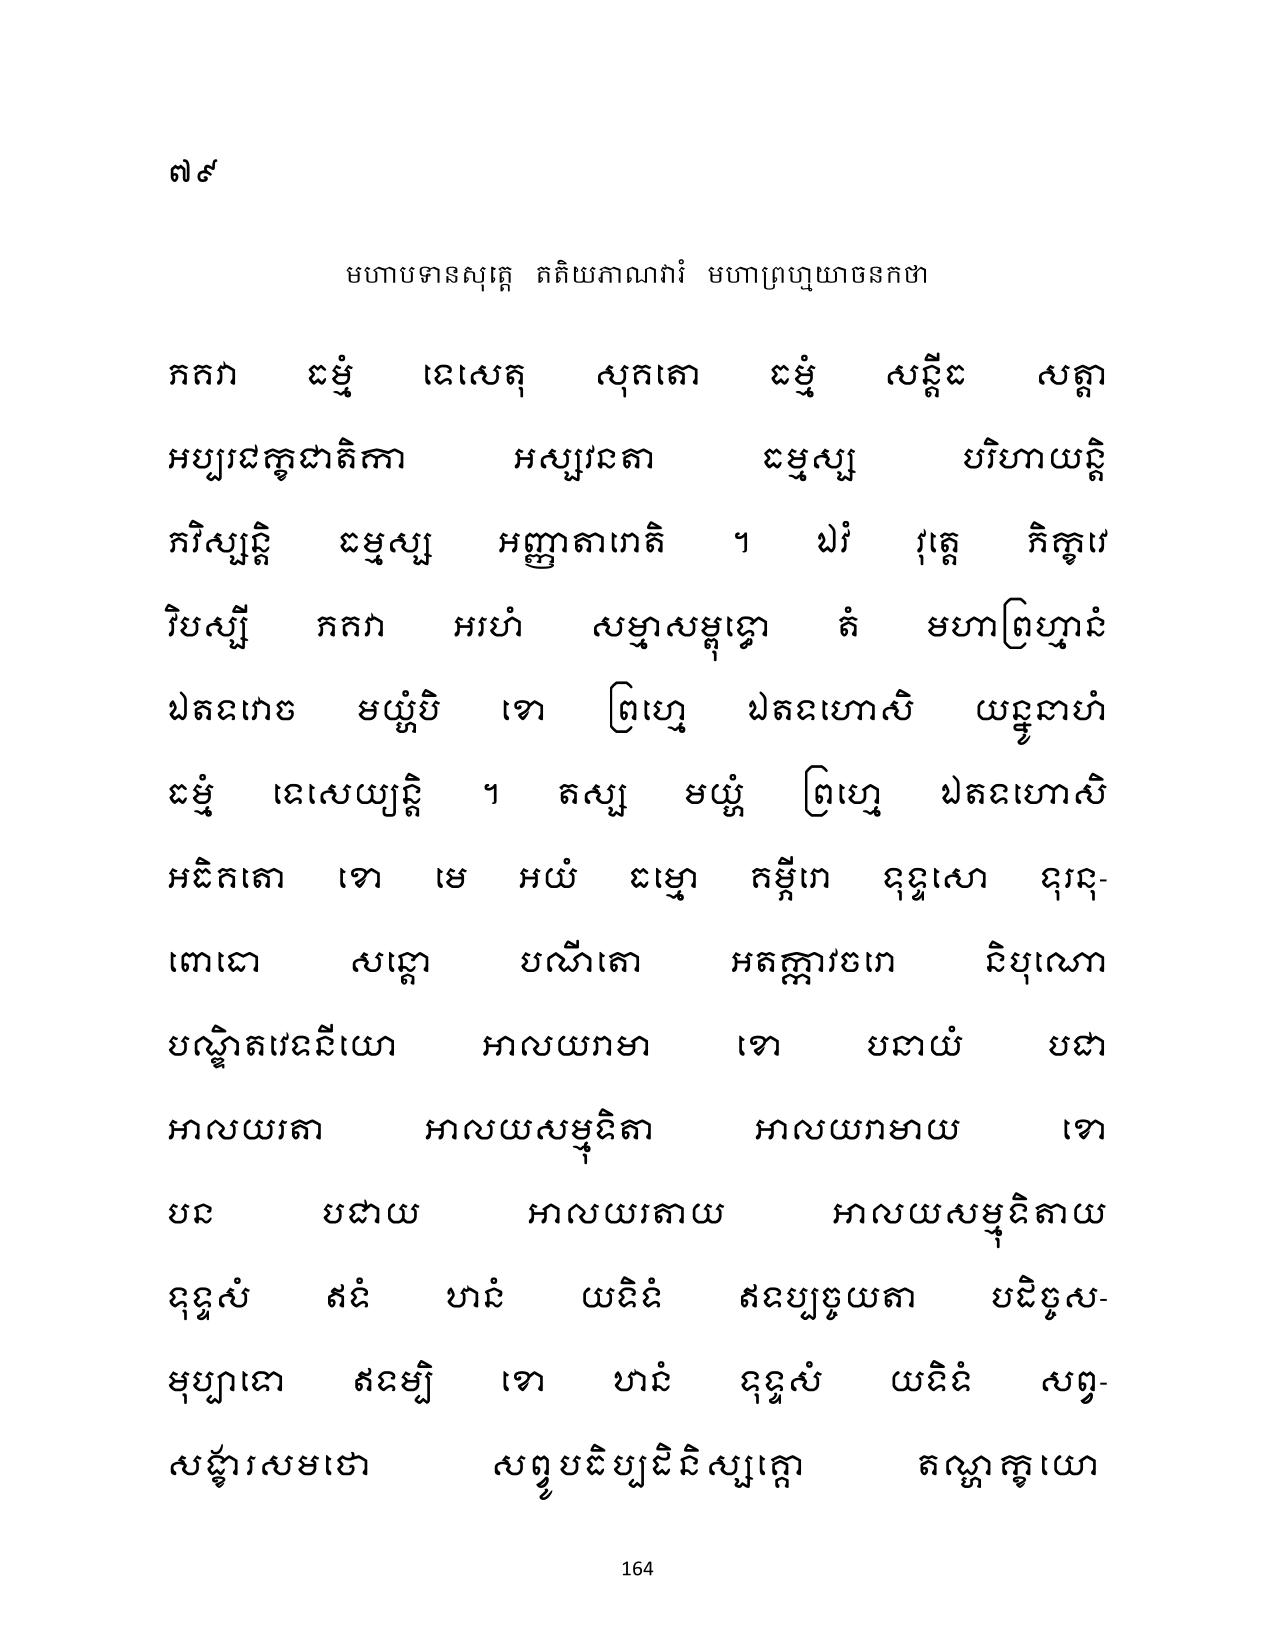 ៧៩
មហាបទានសុត្តេ តតិយភាណវារំ មហាព្រហ្មយាចនកថា
ភគវា ធម្មំ ទេសេតុ សុគតោ ធម្មំ សន្តីធ សត្តា
អប្បរជក្ខជាតិកា អស្សវនតា ធម្មស្ស បរិហាយន្តិ
ភវិស្សន្តិ ធម្មស្ស អញ្ញាតារោតិ ។ ឯវំ វុត្តេ ភិក្ខវេ
វិបស្សី ភគវា អរហំ សម្មាសម្ពុទ្ធោ តំ មហាព្រហ្មានំ
ឯតទវោច មយ្ហំបិ ខោ ព្រហ្មេ ឯតទហោសិ យន្នូនាហំ
ធម្មំ ទេសេយ្យន្តិ ។ តស្ស មយ្ហំ ព្រហ្មេ ឯតទហោសិ
អធិគតោ ខោ មេ អយំ ធម្មោ គម្ភីរោ ទុទ្ទសោ ទុរនុ-
ពោធោ សន្តោ បណីតោ អតក្កាវចរោ និបុណោ
បណ្ឌិតវេទនីយោ អាលយរាមា ខោ បនាយំ បជា
អាលយរតា អាលយសម្មុទិតា អាលយរាមាយ ខោ
បន បជាយ អាលយរតាយ អាលយសម្មុទិតាយ
ទុទ្ទសំ ឥទំ ឋានំ យទិទំ ឥទប្បច្ចយតា បដិច្ចស-
មុប្បាទោ ឥទម្បិ ខោ ឋានំ ទុទ្ទសំ យទិទំ សព្វ-
សង្ខារសមថោ សព្វូបធិប្បដិនិស្សគ្គោ តណ្ហក្ខយោ
164